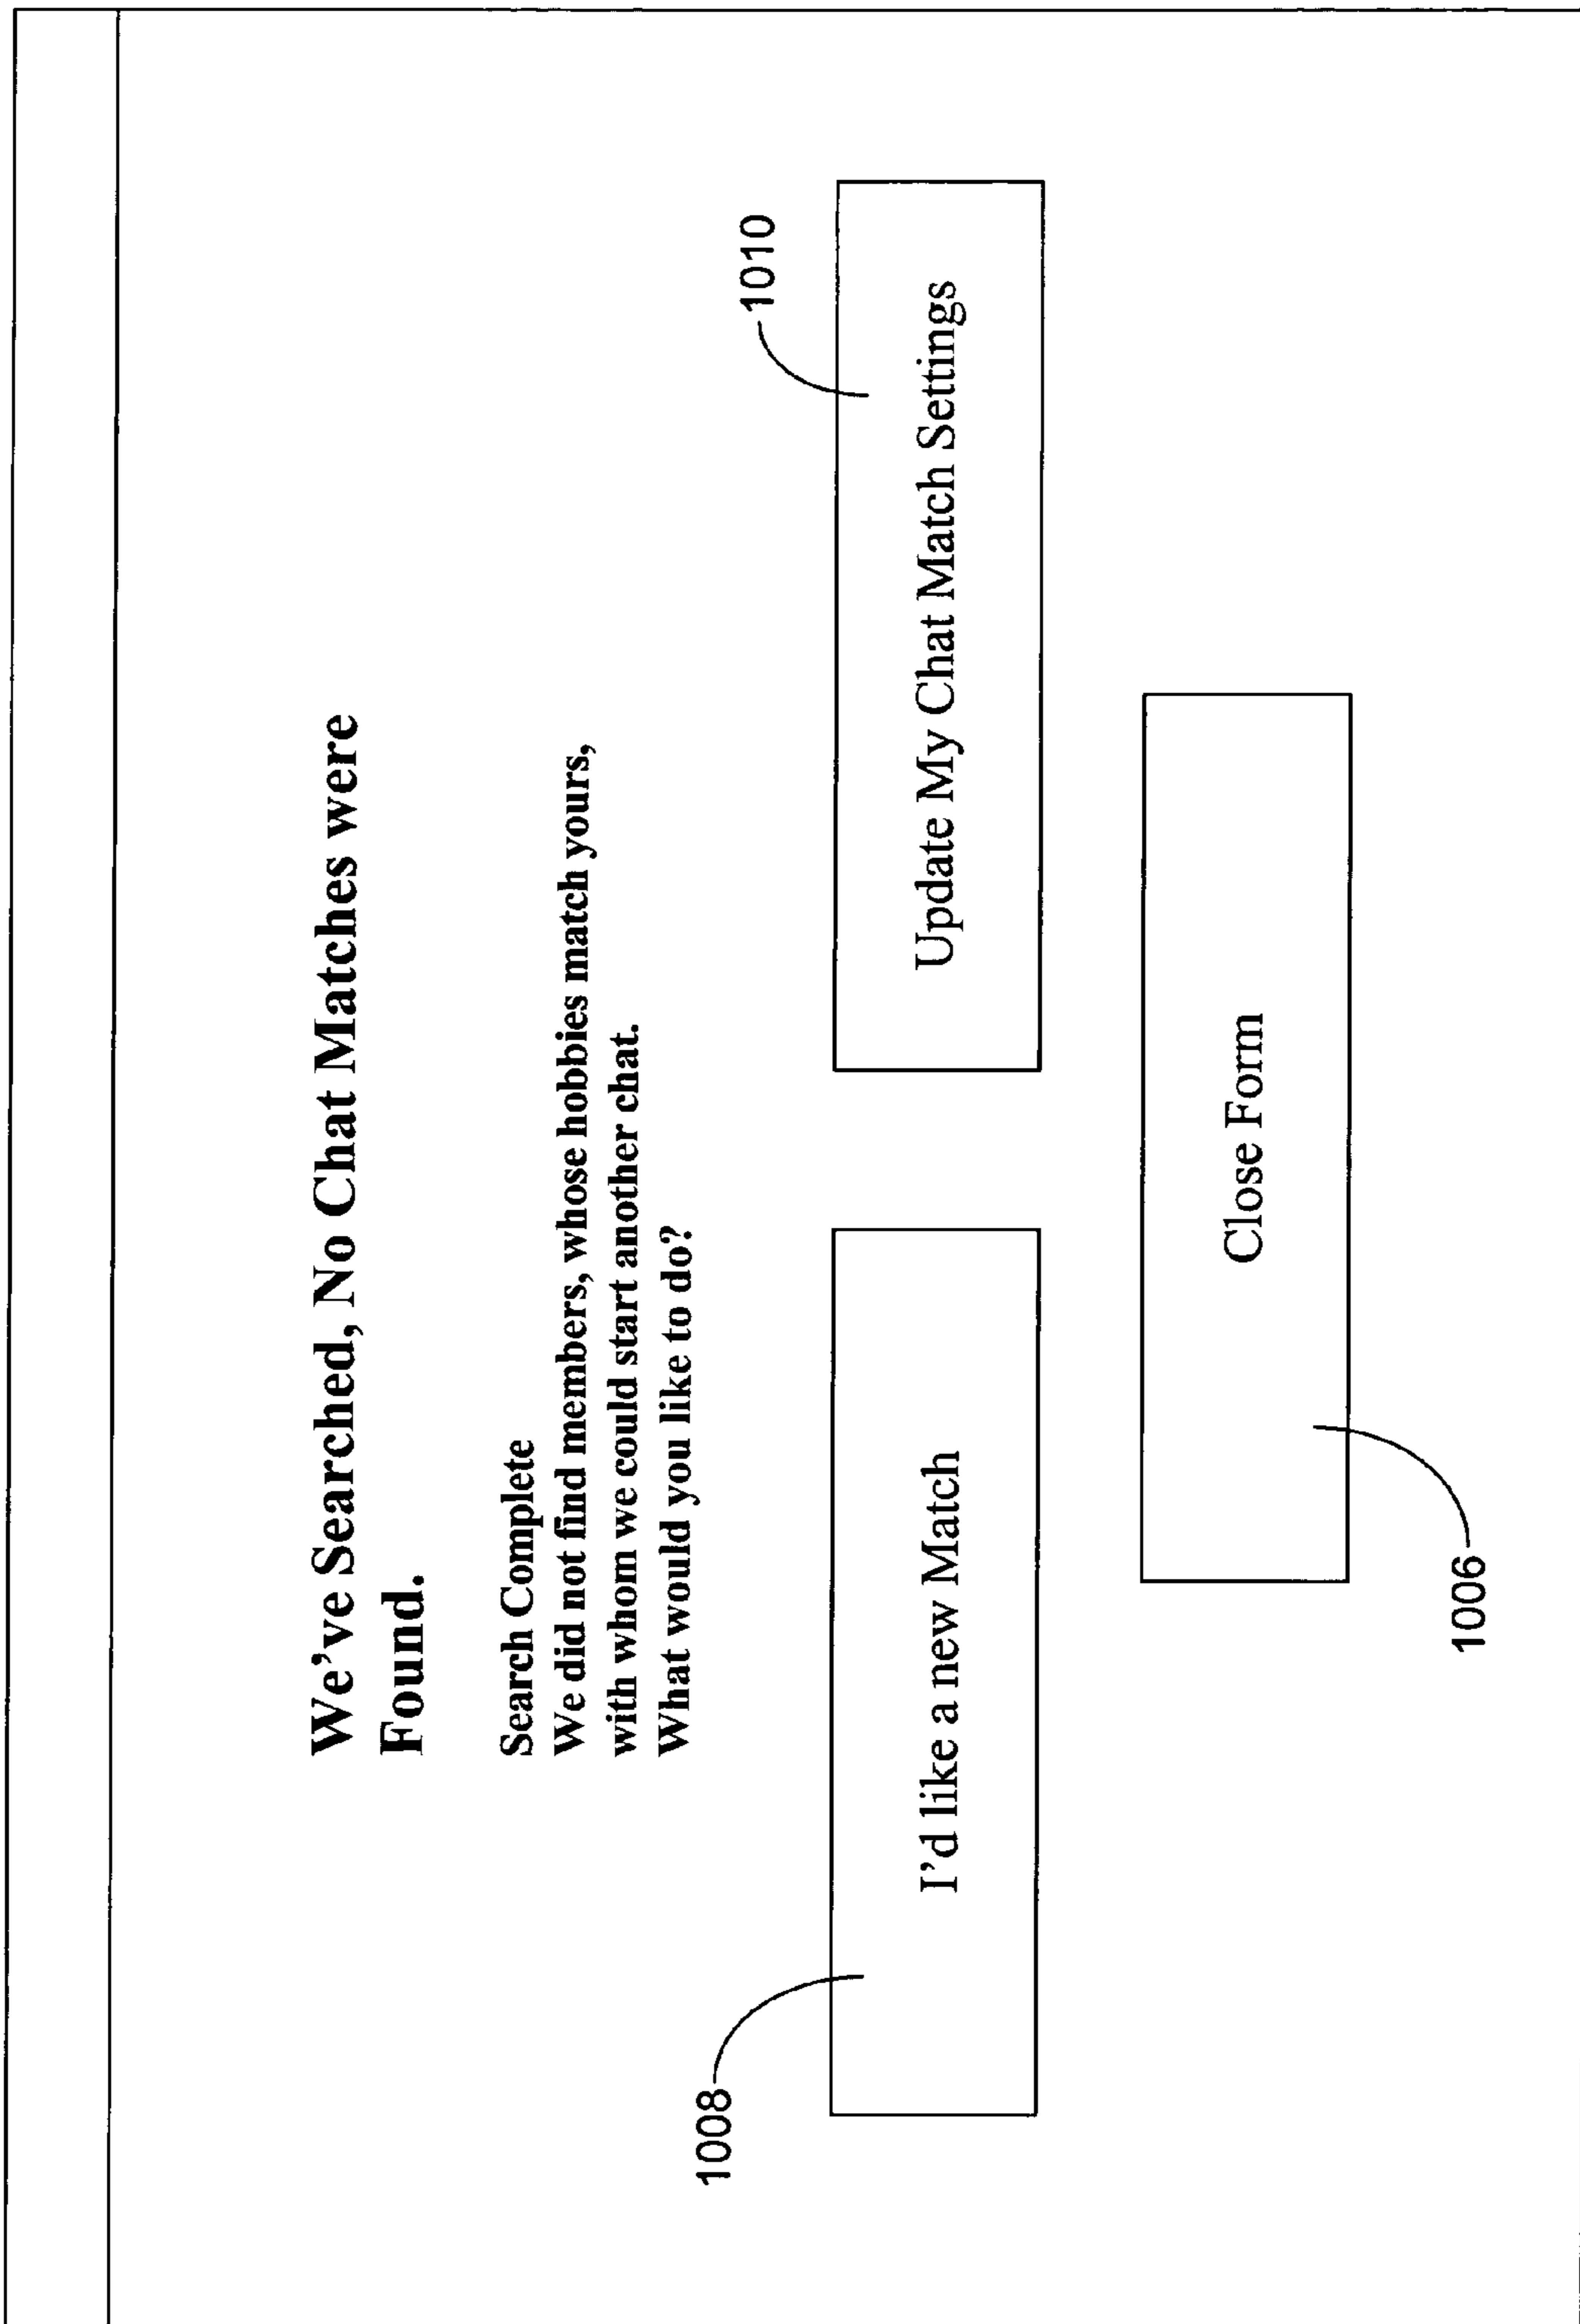 We've Searched, No Chat Matches were
Found.
Search Complete
We did not find members, whose hobbies match yours,
with whom we could start another chat.
What would you like to do?
1008
1010
I'd like a new Match
Update My Chat Match Settings
Close Form
1006